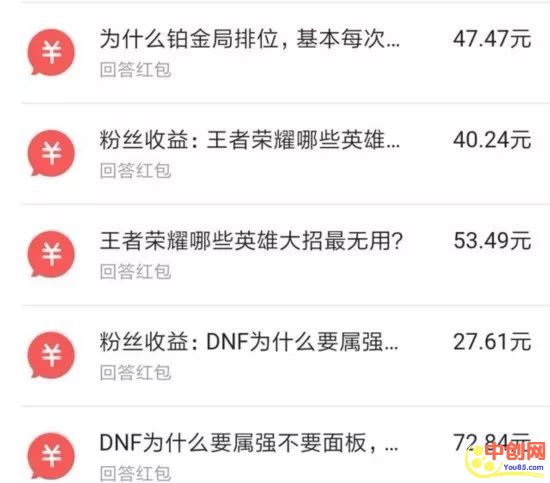 为什么铂金局排位，基本每次... 47.47元
回答红包
粉丝收益：王者荣耀哪些英雄... 40.24元
回答红包
王者荣耀哪些英雄大招最无用？ 53.49元
回答红包
粉丝收益：DNF为什么要属强... 27.61元
回答红包
DNF为什么要属强不要面板，... 72.84元
回答红包
中创网
You85.com